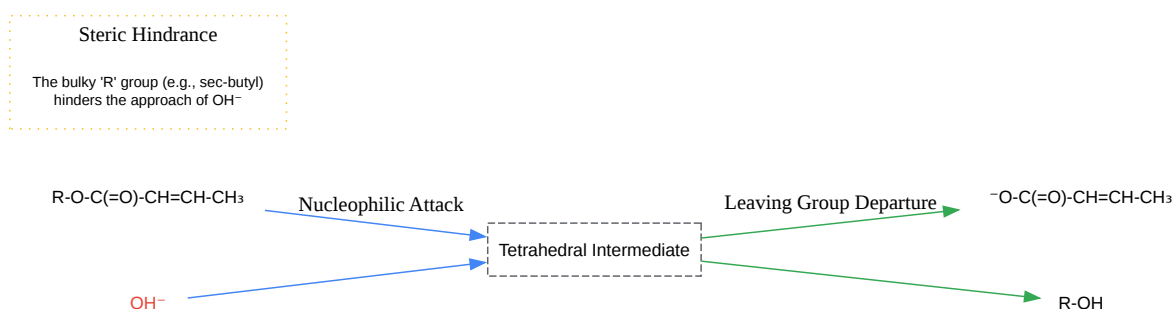 Steric Hindrance
The bulky 'R' group (e.g., sec-butyl)
hinders the approach of OH⁻
R-O-C(=O)-CH=CH-CH₃
Nucleophilic Attack
Leaving Group Departure
⁻O-C(=O)-CH=CH-CH₃
Tetrahedral Intermediate
OH⁻
R-OH